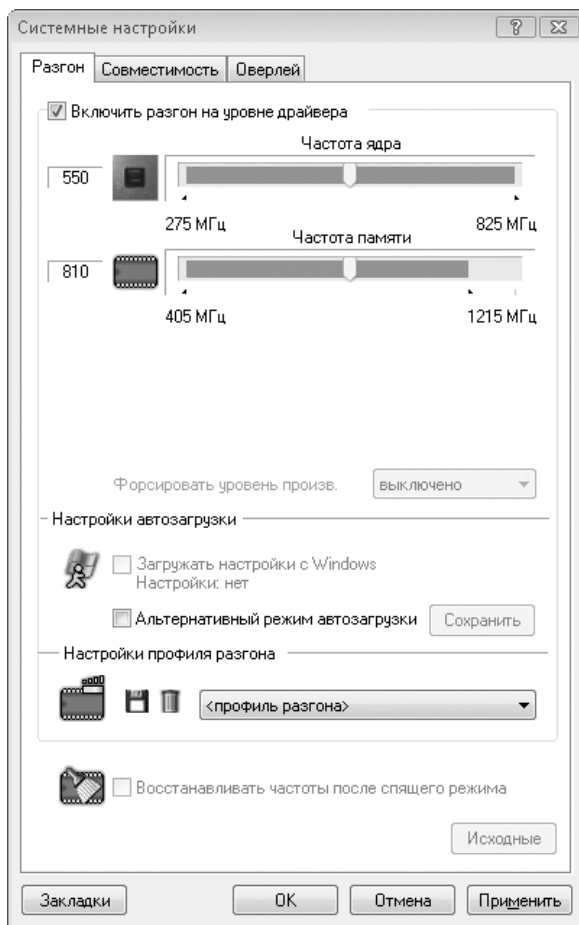 Системные настройки
Разгон Совместимость Оверлей
Включить разгон на уровне драйвера
Частота ядра
550
275 МГц 825 МГц
Частота памяти
810
405 МГц 1215 МГц
Форсировать уровень произв. выключено
Настройки автозагрузки
Загружать настройки с Windows
Настройки: нет
Альтернативный режим автозагрузки Сохранить
Настройки профиля разгона
<профиль разгона>
Восстанавливать частоты после спящего режима
Исходные
Закладки OK Отмена Применить